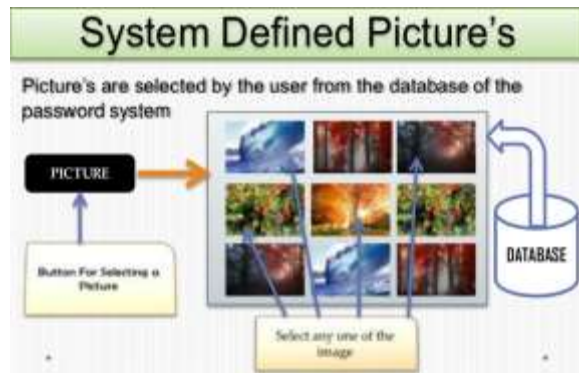 System Defined Picture's
Picture's are selected by the user from the database of the
password system
PICTURE
DATABASE
Button For Selecting a
Picture
Select any one of the
image